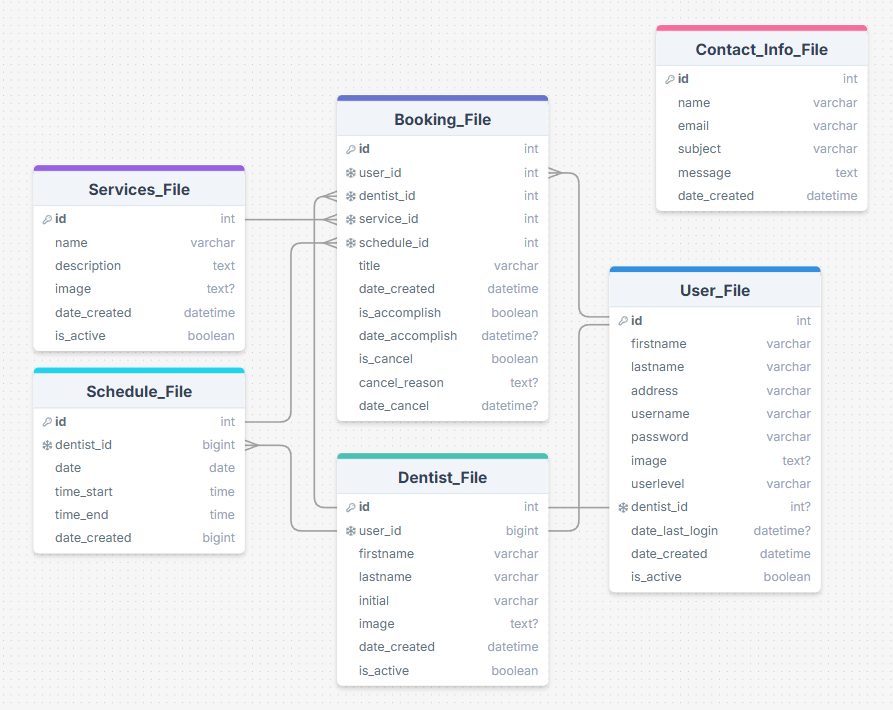 Contact_Info_File
id int
name varchar
email varchar
subject varchar
message text
date_created datetime
Booking_File
id int
user_id int
dentist_id int
service_id int
schedule_id int
title varchar
date_created datetime
is_accomplish boolean
date_accomplish datetime?
is_cancel boolean
cancel_reason text?
date_cancel datetime?
Services_File
id int
name varchar
description text
image text?
date_created datetime
is_active boolean
User_File
id int
firstname varchar
lastname varchar
address varchar
username varchar
password varchar
image text?
userlevel varchar
dentist_id int?
date_last_login datetime?
date_created datetime
is_active boolean
Schedule_File
id int
dentist_id bigint
date date
time_start time
time_end time
date_created bigint
Dentist_File
id int
user_id bigint
firstname varchar
lastname varchar
initial varchar
image text?
date_created datetime
is_active boolean